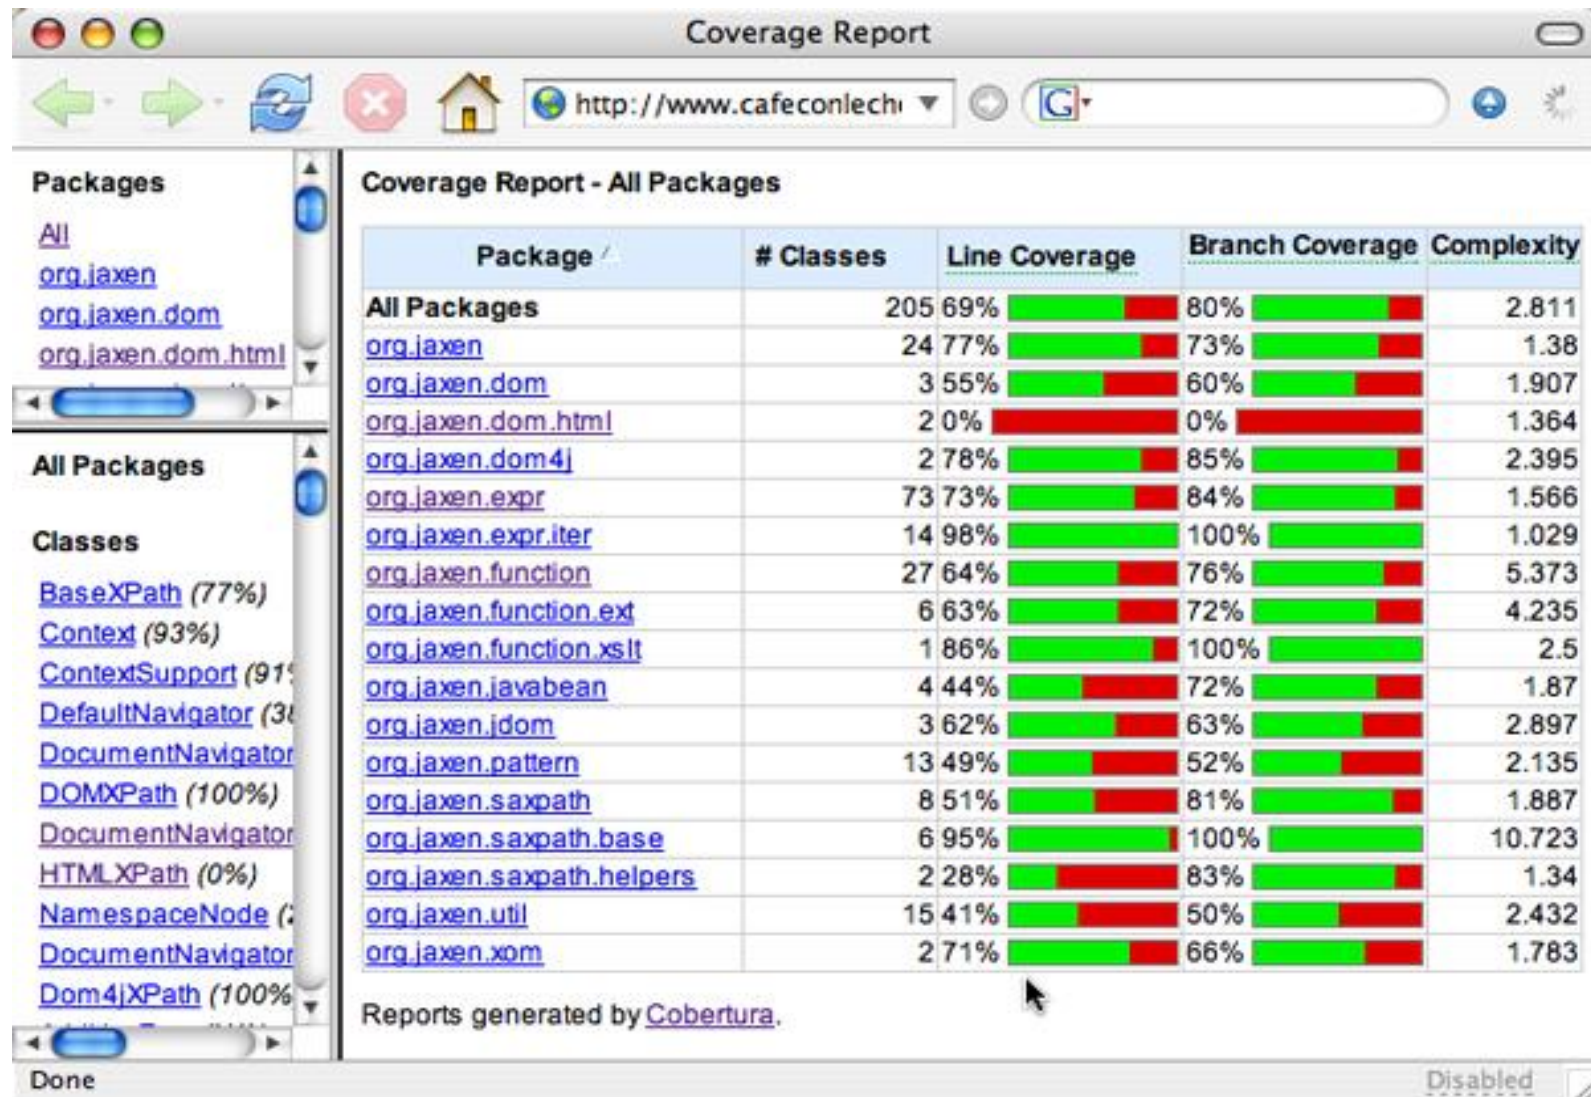 Coverage Report
http://www.cafeconlech
Packages
All
org.jaxen
org.jaxen.dom
org.jaxen.dom.html
All Packages
Classes
BaseXPath (77%)
Context (93%)
ContextSupport (91%
DefaultNavigator (38
DocumentNavigator
DOMXPath (100%)
DocumentNavigator
HTMLXPath (0%)
NamespaceNode (2
DocumentNavigator
Dom4jXPath (100%
Coverage Report - All Packages
Package # Classes Line Coverage Branch Coverage Complexity
All Packages 205 69% 80% 2.811
org.jaxen 24 77% 73% 1.38
org.jaxen.dom 3 55% 60% 1.907
org.jaxen.dom.html 2 0% 0% 1.364
org.jaxen.dom4j 2 78% 85% 2.395
org.jaxen.expr 73 73% 84% 1.566
org.jaxen.expr.iter 14 98% 100% 1.029
org.jaxen.function 27 64% 76% 5.373
org.jaxen.function.ext 6 63% 72% 4.235
org.jaxen.function.xslt 1 86% 100% 2.5
org.jaxen.javabean 4 44% 72% 1.87
org.jaxen.jdom 3 62% 63% 2.897
org.jaxen.pattern 13 49% 52% 2.135
org.jaxen.saxpath 8 51% 81% 1.887
org.jaxen.saxpath.base 6 95% 100% 10.723
org.jaxen.saxpath.helpers 2 28% 83% 1.34
org.jaxen.util 15 41% 50% 2.432
org.jaxen.xom 2 71% 66% 1.783
Reports generated by Cobertura.
Done
Disabled